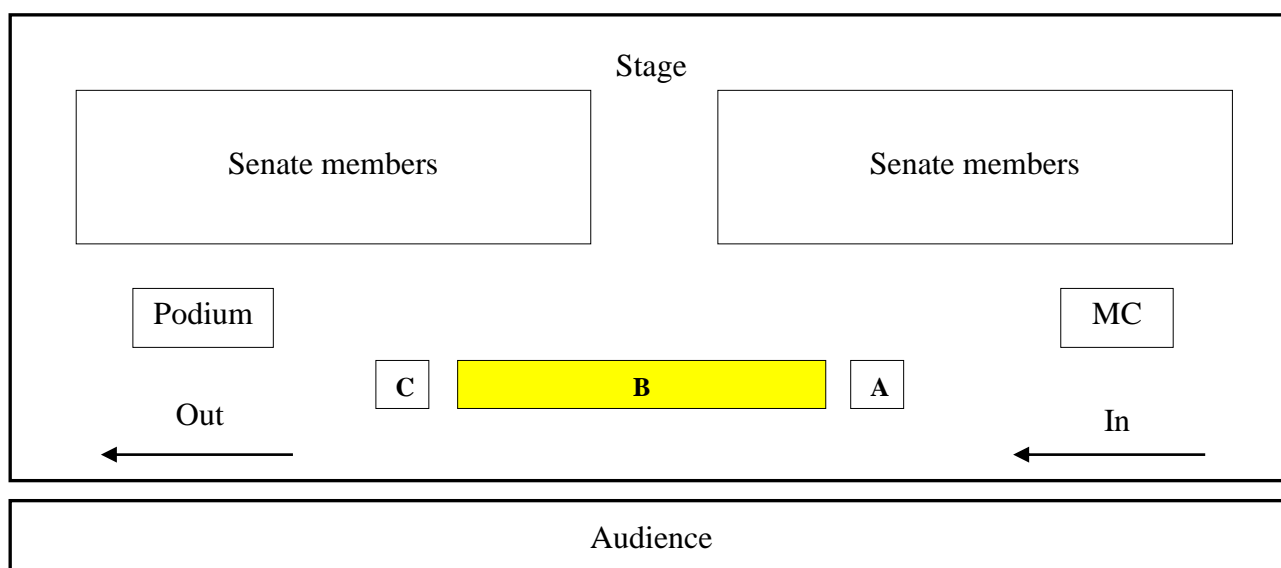 Stage
Senate members
Senate members
Podium
MC
C
B
A
Out
In
Audience